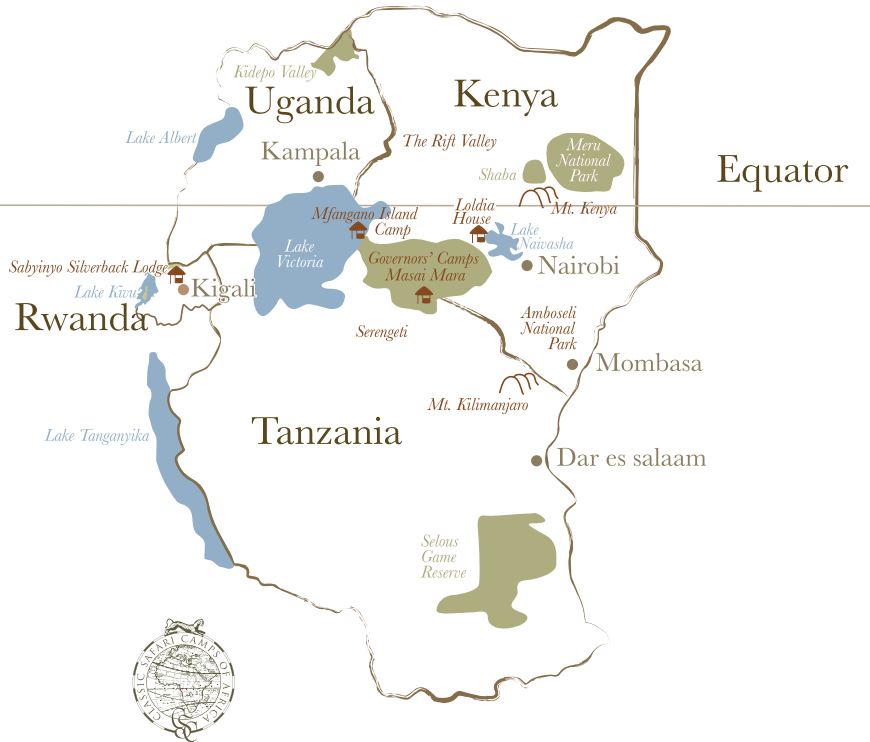 Kidepo Valley
Uganda
Kenya
Lake Albert
The Rift Valley
Kampala
Meru
National
Park
Shaba
Equator
Mt. Kenya
Mfangano Island
Camp
Loldia
House
Lake
Naivasha
Lake
Victoria
Governors' Camps
Masai Mara
Nairobi
Sabyinyo Silverback Lodge
Lake Kwu
Kigali
Rwanda
Serengeti
Amboseli
National
Park
Mombasa
Mt. Kilimanjaro
Tanzania
Lake Tanganyika
Dar es salaam
Selous
Game
Reserve
CLASSIC SAFARI CAMPS OF AFRICA